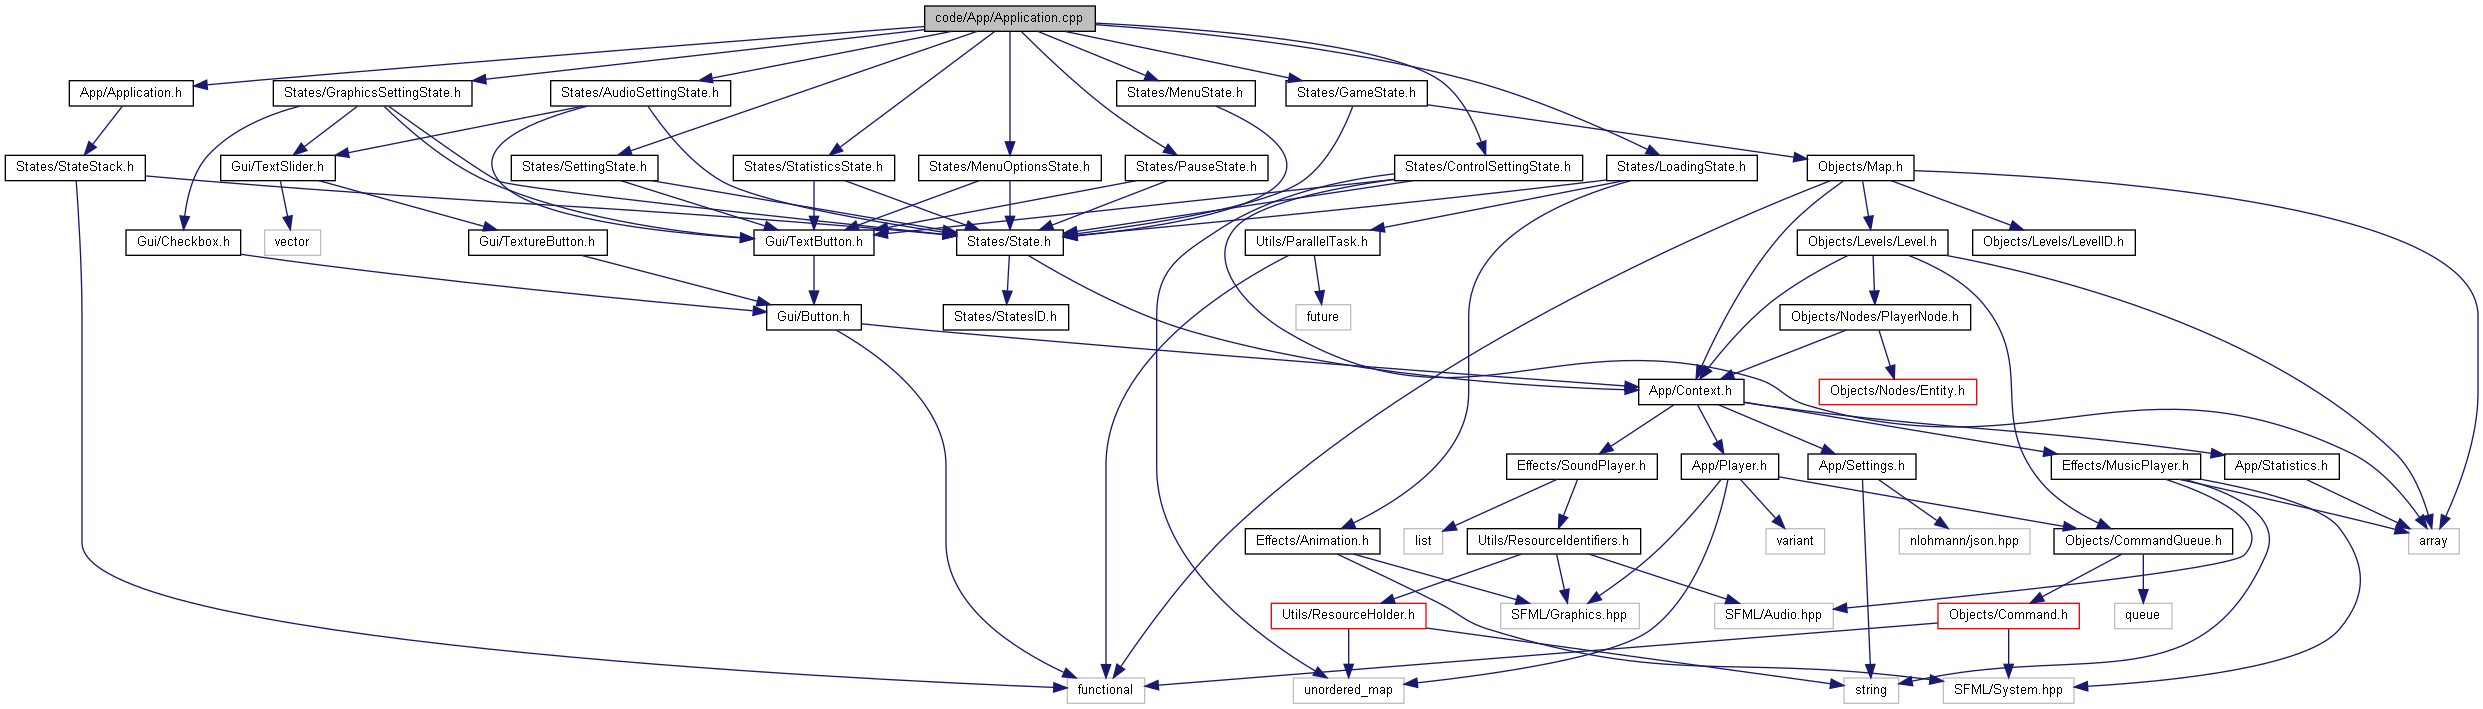 code/App/Application.cpp
App/Application.h
States/GraphicsSettingState.h
States/AudioSettingState.h
States/MenuState.h
States/GameState.h
States/StateStack.h
Gui/TextSlider.h
States/SettingState.h
States/StatisticsState.h
States/MenuOptionsState.h
States/PauseState.h
States/ControlSettingState.h
States/LoadingState.h
Objects/Map.h
Gui/Checkbox.h
vector
Gui/TextureButton.h
Gui/TextButton.h
States/State.h
Utils/ParallelTask.h
Objects/Levels/Level.h
Objects/Levels/LevelID.h
Gui/Button.h
States/StatesID.h
future
Objects/Nodes/PlayerNode.h
App/Context.h
Objects/Nodes/Entity.h
Effects/SoundPlayer.h
App/Player.h
App/Settings.h
Effects/MusicPlayer.h
App/Statistics.h
Effects/Animation.h
list
Utils/ResourceIdentifiers.h
variant
nlohmann/json.hpp
Objects/CommandQueue.h
array
Utils/ResourceHolder.h
SFML/Graphics.hpp
SFML/Audio.hpp
Objects/Command.h
queue
functional
unordered_map
string
SFML/System.hpp